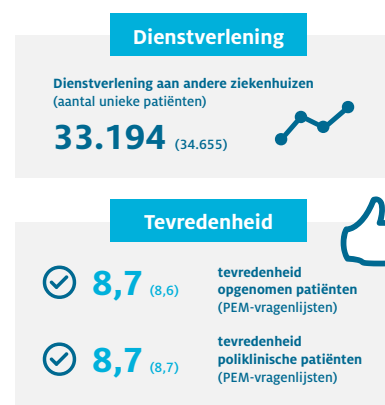 Dienstverlening
Dienstverlening aan andere ziekenhuizen
(aantal unieke patiënten)
33.194 (34.655)
Tevredenheid
8,7 (8,6)
tevredenheid
opgenomen patiënten
(PEM-vragenlijsten)
8,7 (8,7)
tevredenheid
poliklinische patiënten
(PEM-vragenlijsten)